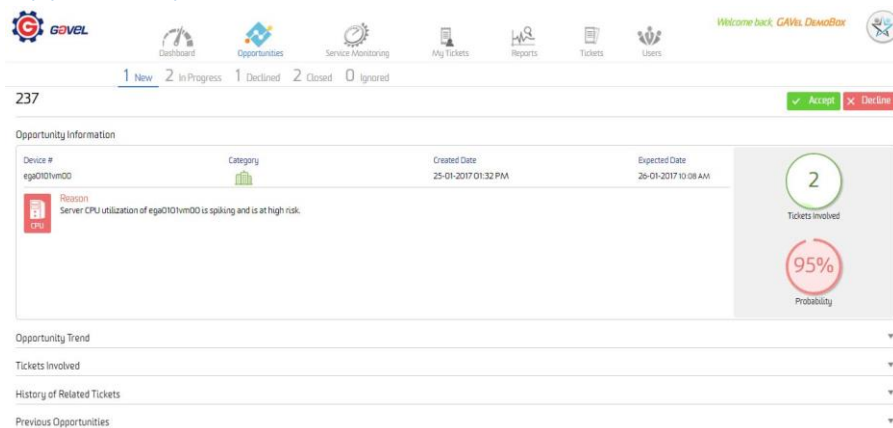 GAVEL
Welcome back, GAVEL DemoBox
Dashboard Opportunities Service Monitoring My Tickets Reports Tickets Users
1 New 2 In Progress 1 Declined 2 Closed 0 Ignored
237
Accept Decline
Opportunity Information
Device # Category Created Date Expected Date
ega0101vm00 25-01-2017 01:32 PM 26-01-2017 10:08 AM
2
Tickets Involved
Reason
Server CPU utilization of ega0101vm00 is spiking and is at high risk.
CPU
95%
Probability
Opportunity Trend
Tickets Involved
History of Related Tickets
Previous Opportunities